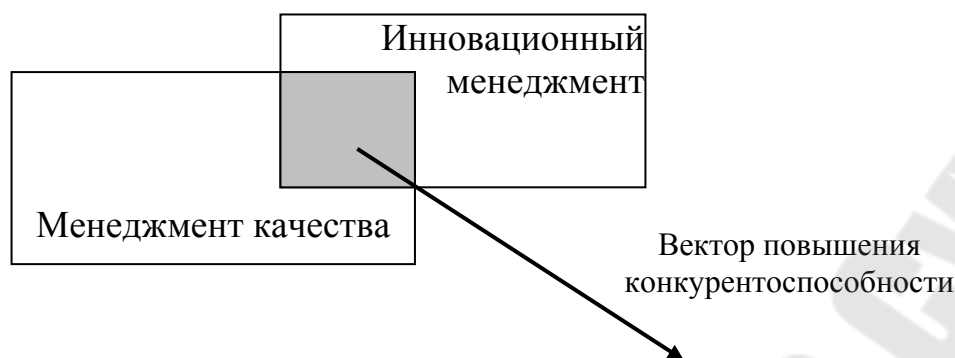 Инновационный
менеджмент
Менеджмент качества
Вектор повышения
конкурентоспособности